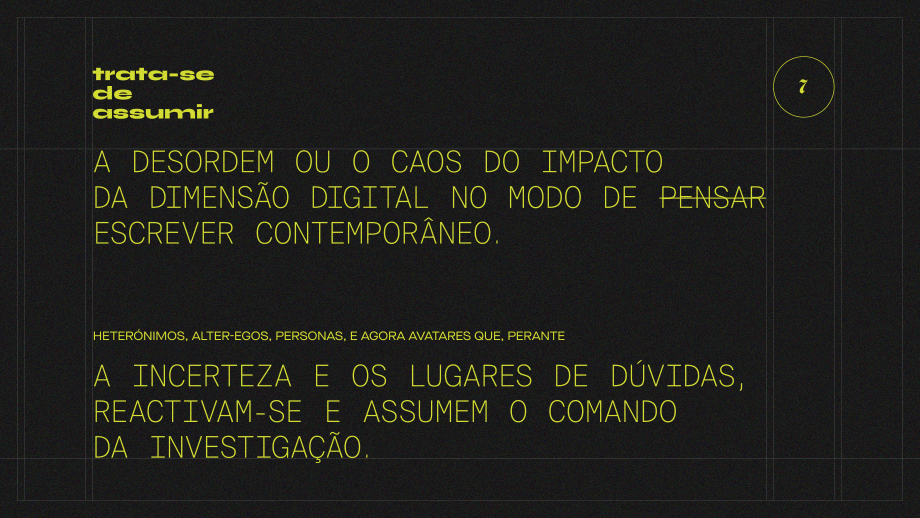 trata-se
de
assumir
7
A DESORDEM OU O CAOS DO IMPACTO
DA DIMENSÃO DIGITAL NO MODO DE PENSAR
ESCREVER CONTEMPORÂNEO.
HETERÓNIMOS, ALTER-EGOS, PERSONAS, E AGORA AVATARES QUE, PERANTE
A INCERTEZA E OS LUGARES DE DÚVIDAS,
REACTIVAM-SE E ASSUMEM O COMANDO
DA INVESTIGAÇÃO.